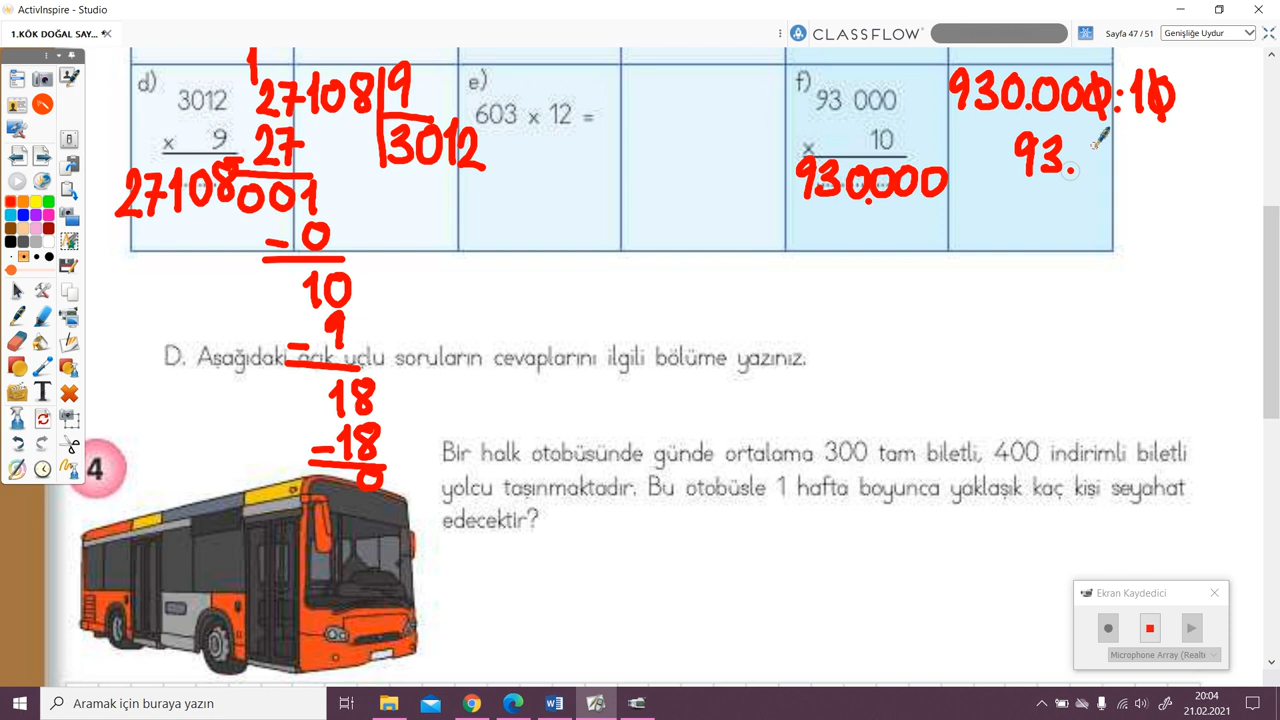 ActivInspire - Studio
1.KÖK DOĞAL SAY...
CLASSFLOW
Sayfa 47 / 51
Genişliğe Uydur
d)
3012
x 9
27108
1
27108 9
27
3012
001
- 0
10
- 9
18
- 18
0
e)
603 x 12 =
f)
93 000
x 10
930.000
930.000:10
93.
D. Aşağıdaki açık uçlu soruların cevaplarını ilgili bölüme yazınız.
4
Bir halk otobüsünde günde ortalama 300 tam biletli, 400 indirimli biletli
yolcu taşınmaktadır. Bu otobüsle 1 hafta boyunca yaklaşık kaç kişi seyahat
edecektir?
Ekran Kaydedici
Microphone Array (Realte
Aramak için buraya yazın
20:04
21.02.2021